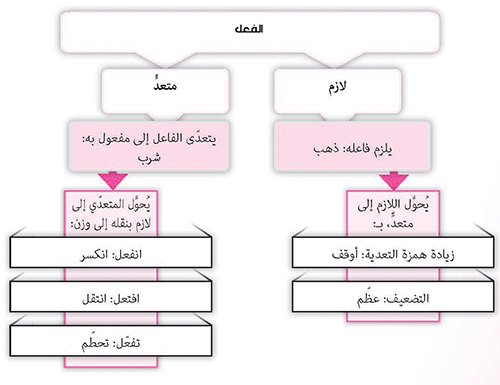 الفعل
لازم
متعدٍّ
يلزم فاعله: ذهب
يتعدّى الفاعل إلى مفعول به:
شرب
يُحوَّل اللازم إلى
متعدٍّ، بـ:
زيادة همزة التعدية: أوقف
التضعيف: عظّم
يُحوَّل المتعدّي إلى
لازم بنقله إلى وزن:
انفعل: انكسر
افتعل: انتقل
تفعّل: تحطّم